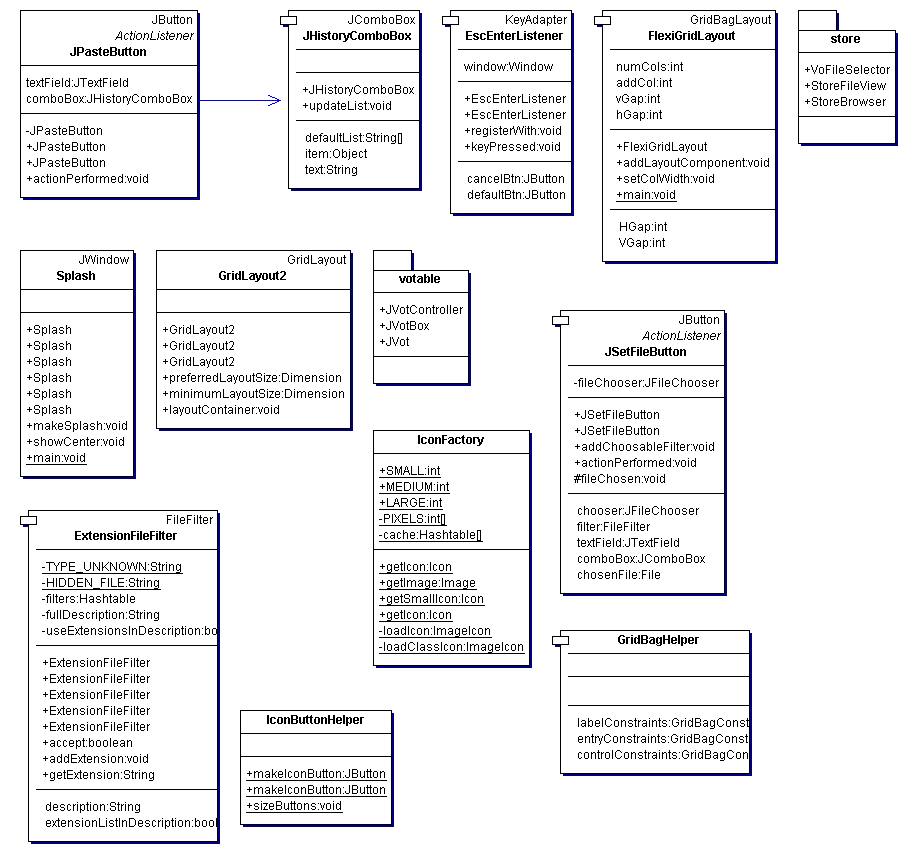 JButton
ActionListener
JPasteButton
textField:JTextField
comboBox:JHistoryComboBox
-JPasteButton
+JPasteButton
+JPasteButton
+actionPerformed:void
JComboBox
JHistoryComboBox
+JHistoryComboBox
+updateList:void
defaultList:String[]
item:Object
text:String
KeyAdapter
EscEnterListener
window:Window
+EscEnterListener
+EscEnterListener
+registerWith:void
+keyPressed:void
cancelBtn:JButton
defaultBtn:JButton
GridBagLayout
FlexiGridLayout
numCols:int
addCol:int
vGap:int
hGap:int
+FlexiGridLayout
+addLayoutComponent:void
+setColWidth:void
+main:void
HGap:int
VGap:int
store
+VoFileSelector
+StoreFileView
+StoreBrowser
JWindow
Splash
+Splash
+Splash
+Splash
+Splash
+Splash
+Splash
+makeSplash:void
+showCenter:void
+main:void
GridLayout
GridLayout2
+GridLayout2
+GridLayout2
+GridLayout2
+preferredLayoutSize:Dimension
+minimumLayoutSize:Dimension
+layoutContainer:void
votable
+JVotController
+JVotBox
+JVot
JButton
ActionListener
JSetFileButton
-fileChooser:JFileChooser
+JSetFileButton
+JSetFileButton
+addChoosableFilter:void
+actionPerformed:void
#fileChosen:void
chooser:JFileChooser
filter:FileFilter
textField:JTextField
comboBox:JComboBox
chosenFile:File
IconFactory
+SMALL:int
+MEDIUM:int
+LARGE:int
-PIXELS:int[]
-cache:Hashtable[]
+getIcon:Icon
+getImage:Image
+getSmallIcon:Icon
+getIcon:Icon
-loadIcon:ImageIcon
-loadClassIcon:ImageIcon
FileFilter
ExtensionFileFilter
-TYPE_UNKNOWN:String
-HIDDEN_FILE:String
-filters:Hashtable
-fullDescription:String
-useExtensionsInDescription:bo
+ExtensionFileFilter
+ExtensionFileFilter
+ExtensionFileFilter
+ExtensionFileFilter
+ExtensionFileFilter
+accept:boolean
+addExtension:void
+getExtension:String
description:String
extensionListInDescription:bool
IconButtonHelper
+makeIconButton:JButton
+makeIconButton:JButton
+sizeButtons:void
GridBagHelper
labelConstraints:GridBagConst
entryConstraints:GridBagConst
controlConstraints:GridBagCon